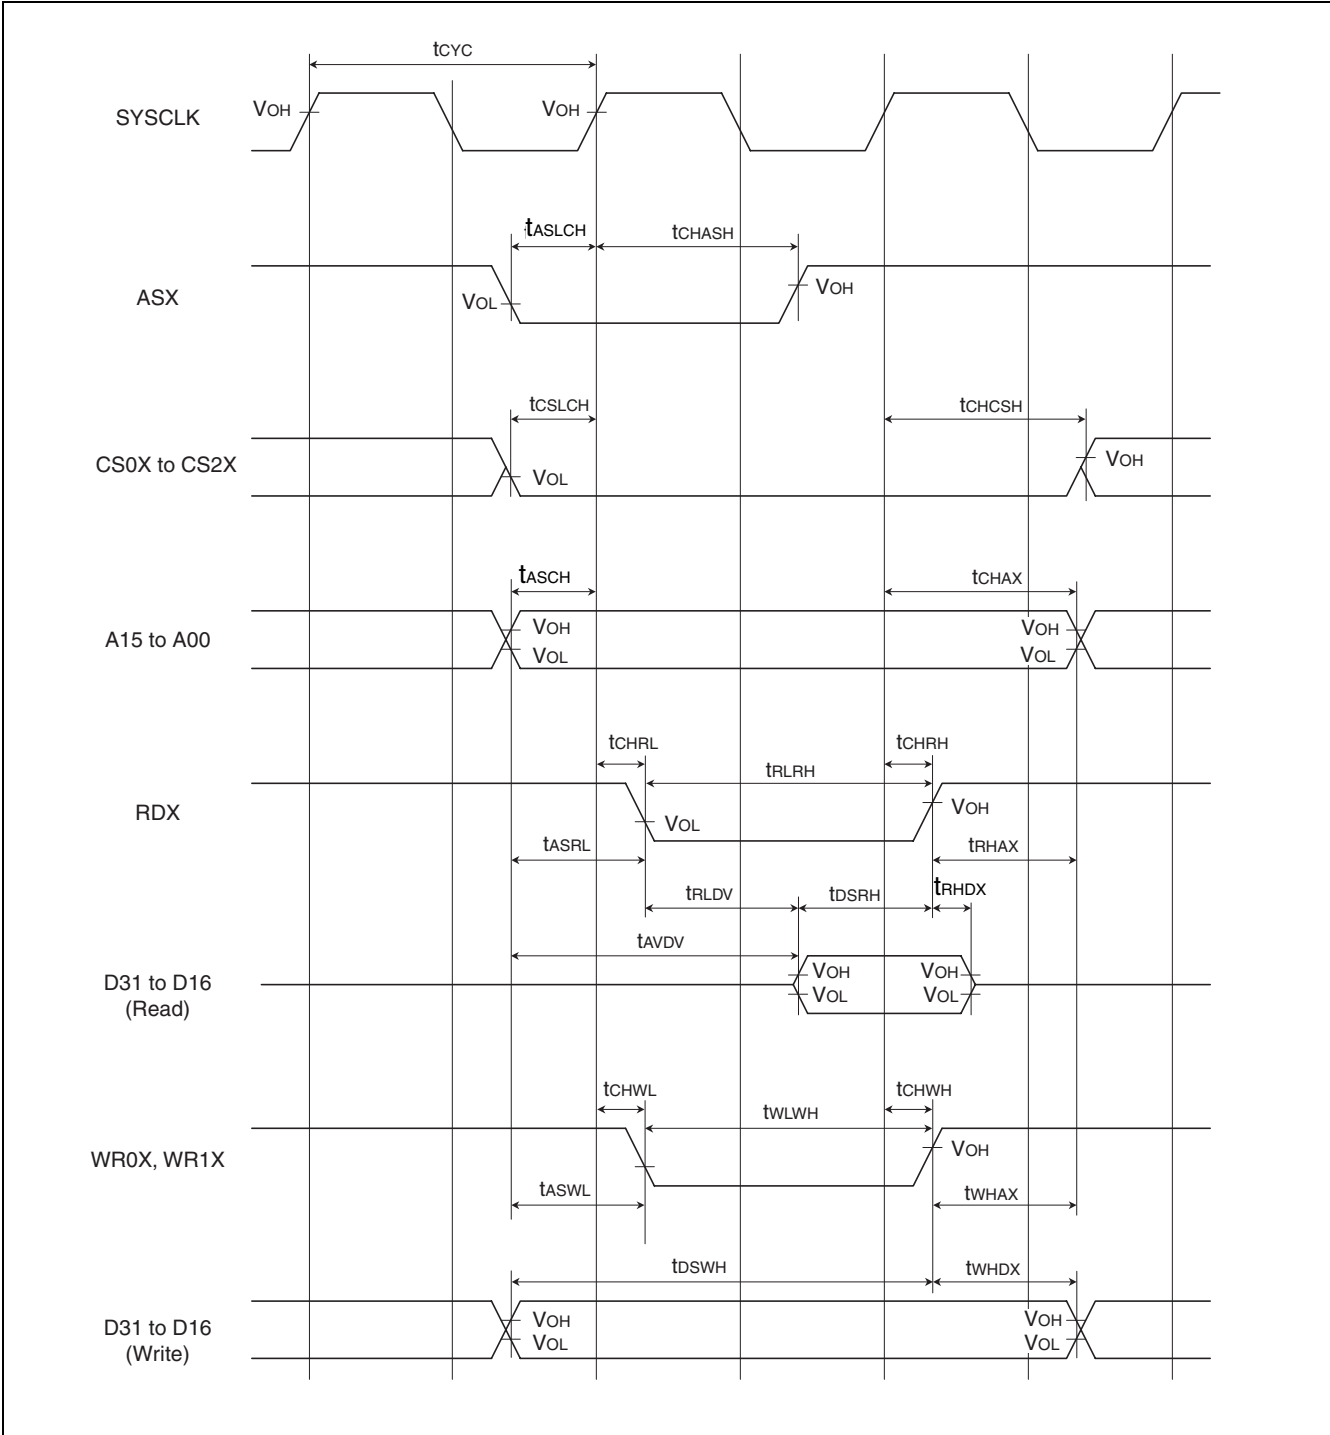 tCYC
SYSCLK
VOH
VOH
tASLCH
tCHASH
ASX
VOL
VOH
tCSLCH
tCHCSH
CS0X to CS2X
VOL
VOH
tASCH
tCHAX
A15 to A00
VOH
VOH
VOL
VOL
tCHRL
tCHRH
tRLRH
RDX
VOL
VOH
tASRL
tRHAX
tRLDV
tDSRH
tRHDX
tAVDV
D31 to D16
(Read)
VOH
VOH
VOL
VOL
tCHWL
tCHWH
tWLWH
WR0X, WR1X
VOH
tASWL
tWHAX
tDSWH
tWHDX
D31 to D16
(Write)
VOH
VOH
VOL
VOL